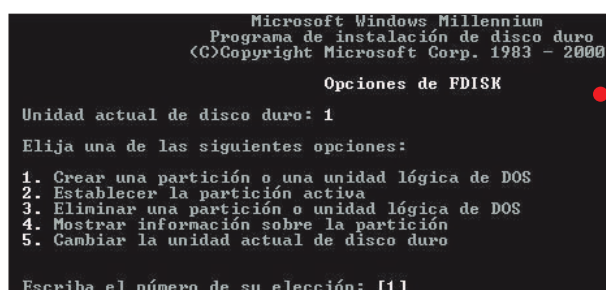 Microsoft Windows Millennium
Programa de instalación de disco duro
(C)Copyright Microsoft Corp. 1983 - 2000
Opciones de FDISK
Unidad actual de disco duro: 1
Elija una de las siguientes opciones:
1. Crear una partición o una unidad lógica de DOS
2. Establecer la partición activa
3. Eliminar una partición o unidad lógica de DOS
4. Mostrar información sobre la partición
5. Cambiar la unidad actual de disco duro
Escriba el número de su elección: [1]